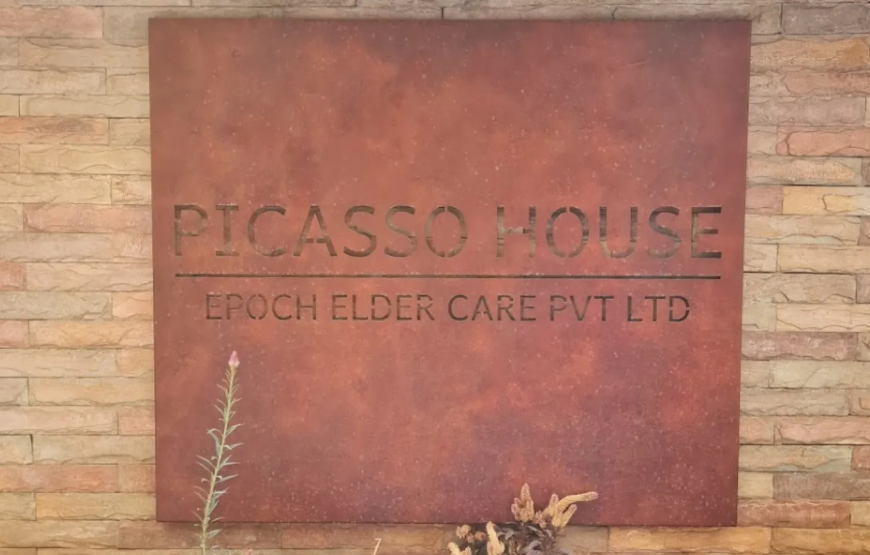 PICASSO HOUSE
EPOCH ELDER CARE PVT LTD